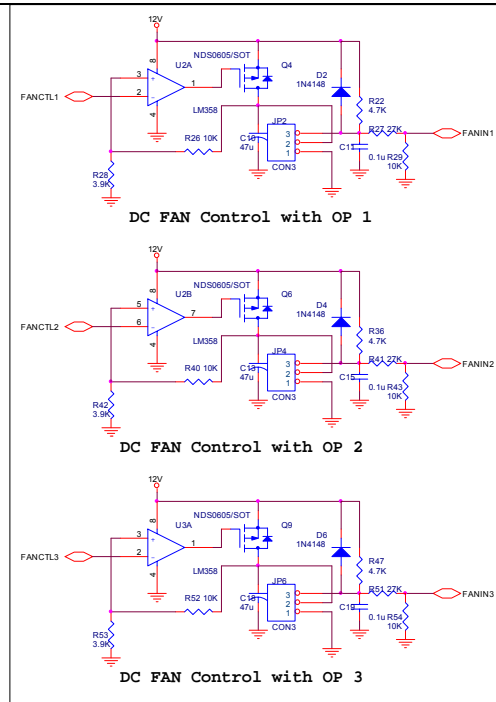 12V
NDS0605/SOT
Q4
8
U2A
D2
1N4148
3
1
FANCTL1
2
R22
4.7K
4
LM358
JP2
R27 27K
FANIN1
R26 10K
C10
47u
3
2
1
C11
0.1u
R29
10K
R28
3.9K
CON3
DC FAN Control with OP 1
12V
NDS0605/SOT
Q6
8
U2B
D4
1N4148
5
7
FANCTL2
6
R36
4.7K
4
LM358
JP4
R41 27K
FANIN2
R40 10K
C13
47u
3
2
1
C15
0.1u
R43
10K
R42
3.9K
CON3
DC FAN Control with OP 2
12V
NDS0605/SOT
Q9
8
U3A
D6
1N4148
3
1
FANCTL3
2
R47
4.7K
4
LM358
JP6
R51 27K
FANIN3
R52 10K
C18
47u
3
2
1
C19
0.1u
R54
10K
R53
3.9K
CON3
DC FAN Control with OP 3